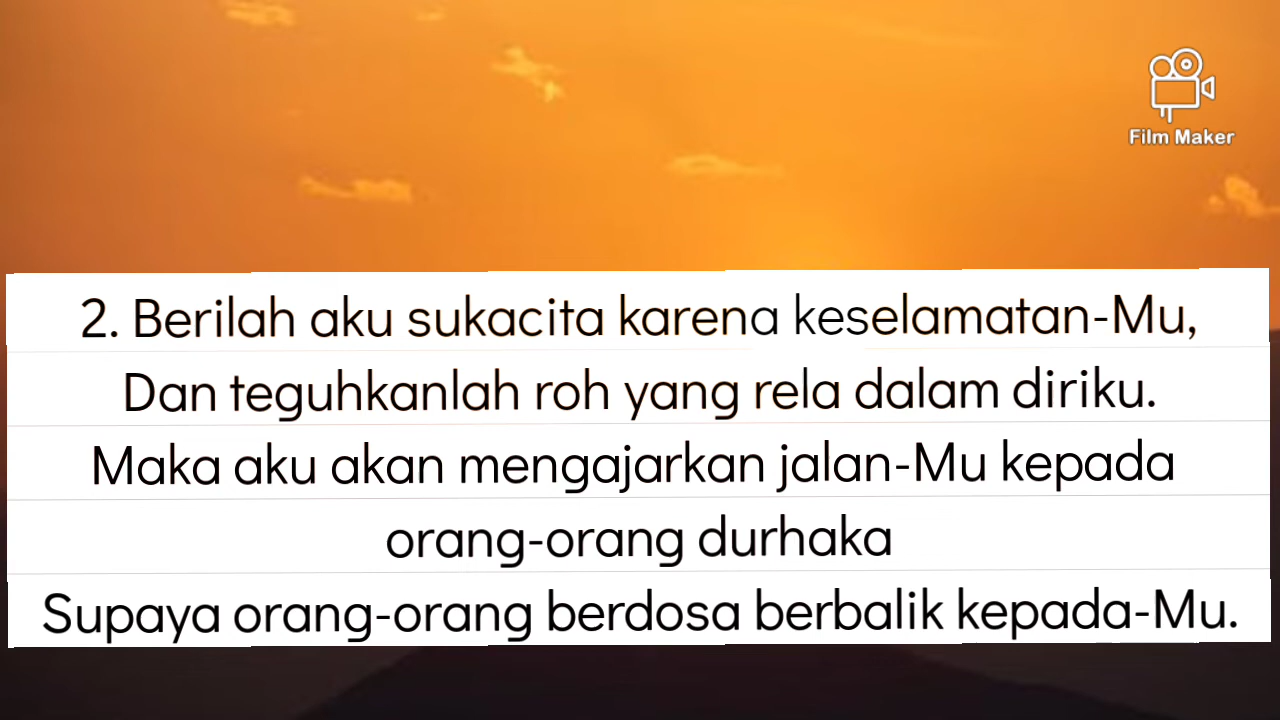 Film Maker
2. Berilah aku sukacita karena keselamatan-Mu,
Dan teguhkanlah roh yang rela dalam diriku.
Maka aku akan mengajarkan jalan-Mu kepada
orang-orang durhaka
Supaya orang-orang berdosa berbalik kepada-Mu.